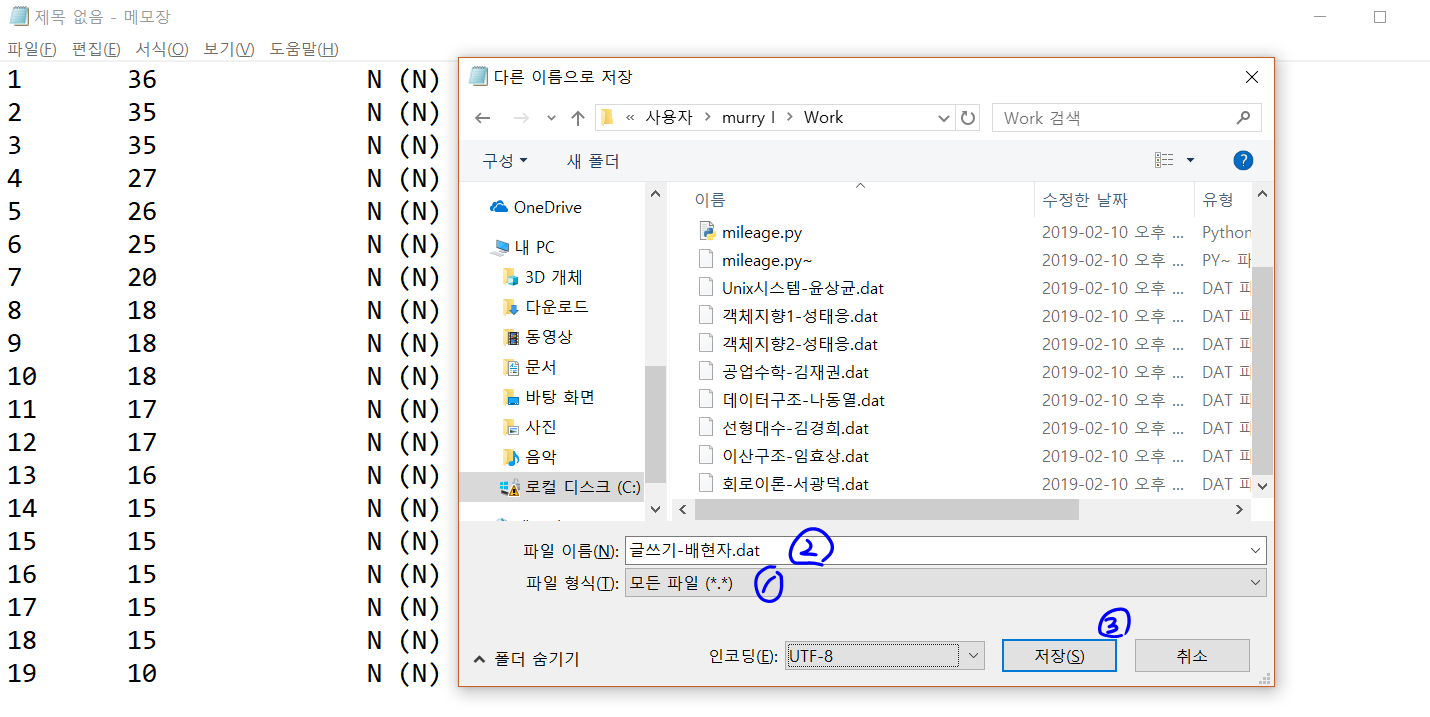 제목 없음 - 메모장
파일(F) 편집(E) 서식(O) 보기(V) 도움말(H)
1 36 N (N)
2 35 N (N)
3 35 N (N)
4 27 N (N)
5 26 N (N)
6 25 N (N)
7 20 N (N)
8 18 N (N)
9 18 N (N)
10 18 N (N)
11 17 N (N)
12 17 N (N)
13 16 N (N)
14 15 N (N)
15 15 N (N)
16 15 N (N)
17 15 N (N)
18 15 N (N)
19 10 N (N)
다른 이름으로 저장
« 사용자 > murry l > Work
Work 검색
구성 새 폴더
OneDrive
내 PC
3D 개체
다운로드
동영상
문서
바탕 화면
사진
음악
로컬 디스크 (C:)
이름 수정한 날짜 유형
mileage.py 2019-02-10 오후 ... Python
mileage.py~ 2019-02-10 오후 ... PY~ 파
Unix시스템-윤상균.dat 2019-02-10 오후 ... DAT 파
객체지향1-성태응.dat 2019-02-10 오후 ... DAT 파
객체지향2-성태응.dat 2019-02-10 오후 ... DAT 파
공업수학-김재권.dat 2019-02-10 오후 ... DAT 파
데이터구조-나동열.dat 2019-02-10 오후 ... DAT 파
선형대수-김경희.dat 2019-02-10 오후 ... DAT 파
이산구조-임효상.dat 2019-02-10 오후 ... DAT 파
회로이론-서광덕.dat 2019-02-10 오후 ... DAT 파
파일 이름(N): 글쓰기-배현자.dat 2
파일 형식(T): 모든 파일 (*.*) 1
3
폴더 숨기기 인코딩(E): UTF-8 저장(S) 취소